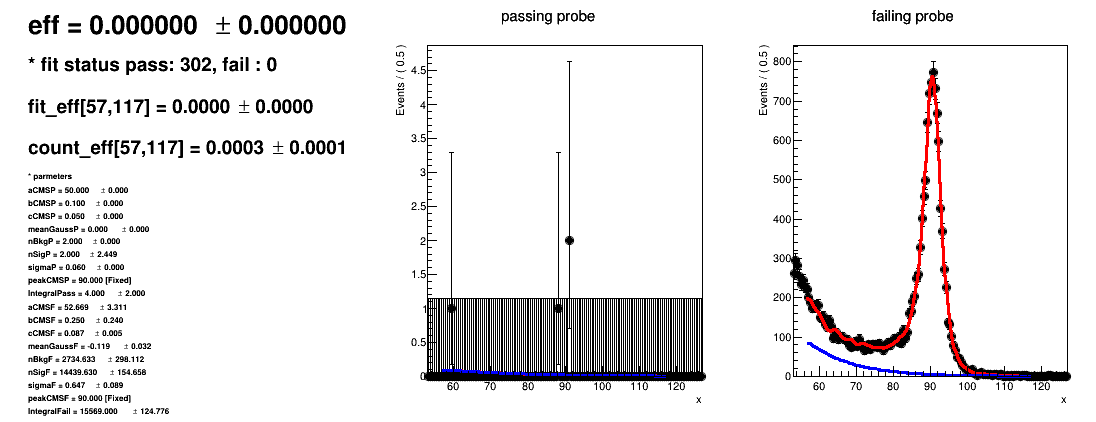 eff = 0.000000 ± 0.000000
* fit status pass: 302, fail : 0
fit_eff[57,117] = 0.0000 ± 0.0000
count_eff[57,117] = 0.0003 ± 0.0001
* parmeters
aCMSP = 50.000 ± 0.000
bCMSP = 0.100 ± 0.000
cCMSP = 0.050 ± 0.000
meanGaussP = 0.000 ± 0.000
nBkgP = 2.000 ± 0.000
nSigP = 2.000 ± 2.449
sigmaP = 0.060 ± 0.000
peakCMSP = 90.000 [Fixed]
IntegralPass = 4.000 ± 2.000
aCMSF = 52.669 ± 3.311
bCMSF = 0.250 ± 0.240
cCMSF = 0.087 ± 0.005
meanGaussF = -0.119 ± 0.032
nBkgF = 2734.633 ± 298.112
nSigF = 14439.630 ± 154.658
sigmaF = 0.647 ± 0.089
peakCMSF = 90.000 [Fixed]
IntegralFail = 15569.000 ± 124.776
passing probe
Events / ( 0.5 )
4.5
4
3.5
3
2.5
2
1.5
1
0.5
0
60 70 80 90 100 110 120
x
failing probe
Events / ( 0.5 )
800
700
600
500
400
300
200
100
0
60 70 80 90 100 110 120
x